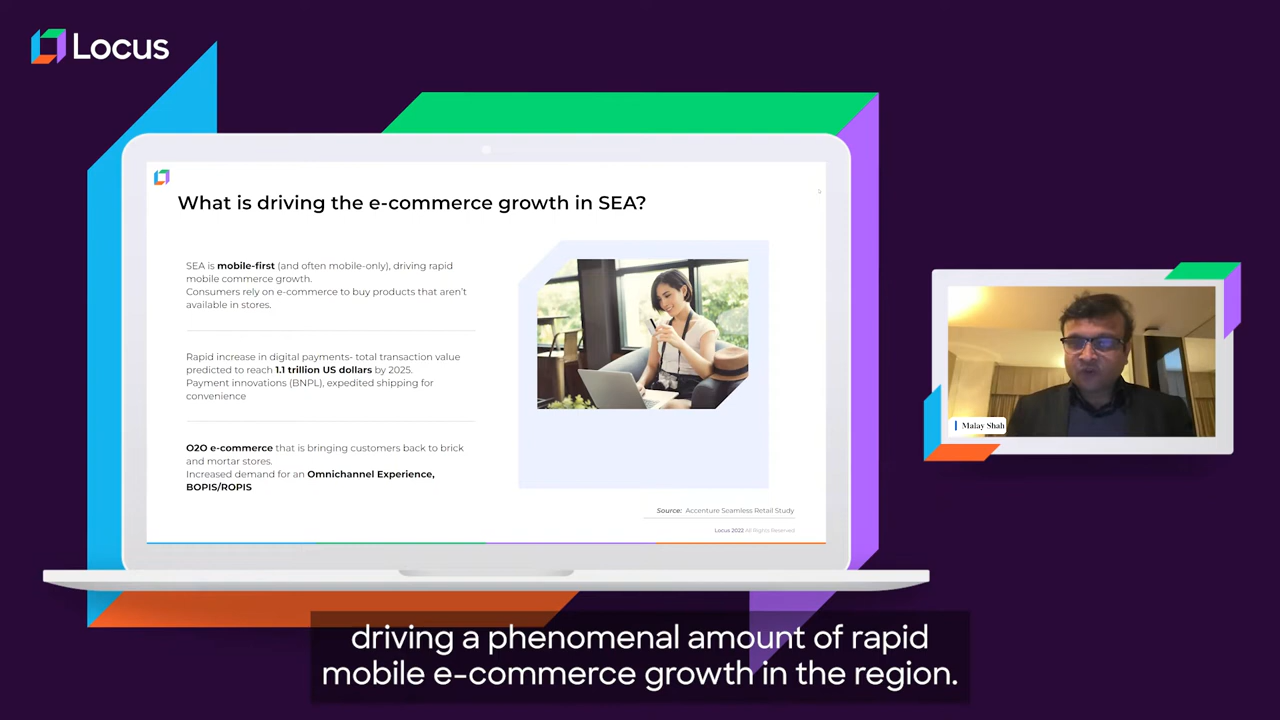 Locus
What is driving the e-commerce growth in SEA?
SEA is mobile-first (and often mobile-only), driving rapid
mobile commerce growth.
Consumers rely on e-commerce to buy products that aren't
available in stores.
Rapid increase in digital payments- total transaction value
predicted to reach 1.1 trillion US dollars by 2025.
Payment innovations (BNPL), expedited shipping for
convenience
O2O e-commerce that is bringing customers back to brick
and mortar stores.
Increased demand for an Omnichannel Experience,
BOPIS/ROPIS
Source: Accenture Seamless Retail Study
Locus 2022 All Rights Reserved
Malay Shah
driving a phenomenal amount of rapid
mobile e-commerce growth in the region.